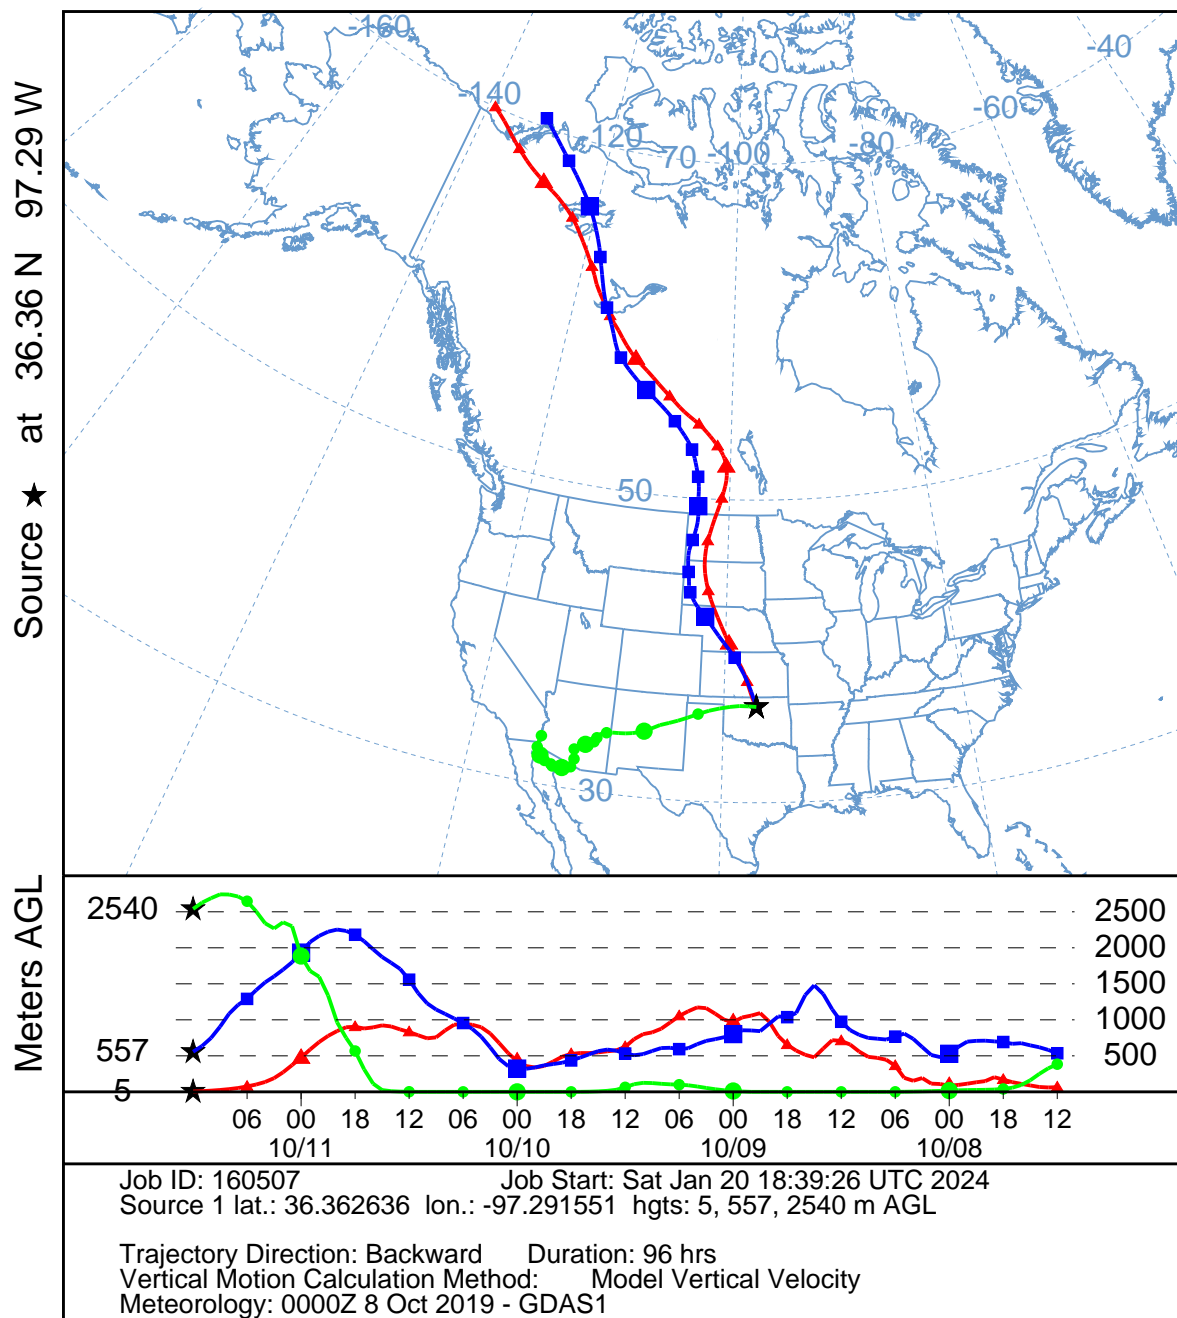 Source ★ at 36.36 N 97.29 W
-160
-140
-120
70
-100
-80
-60
-40
50
30
Meters AGL
2540
557
5
2500
2000
1500
1000
500
06 00 18 12 06 00 18 12 06 00 18 12 06 00 18 12
10/11 10/10 10/09 10/08
Job ID: 160507 Job Start: Sat Jan 20 18:39:26 UTC 2024
Source 1 lat.: 36.362636 lon.: -97.291551 hgts: 5, 557, 2540 m AGL
Trajectory Direction: Backward Duration: 96 hrs
Vertical Motion Calculation Method: Model Vertical Velocity
Meteorology: 0000Z 8 Oct 2019 - GDAS1